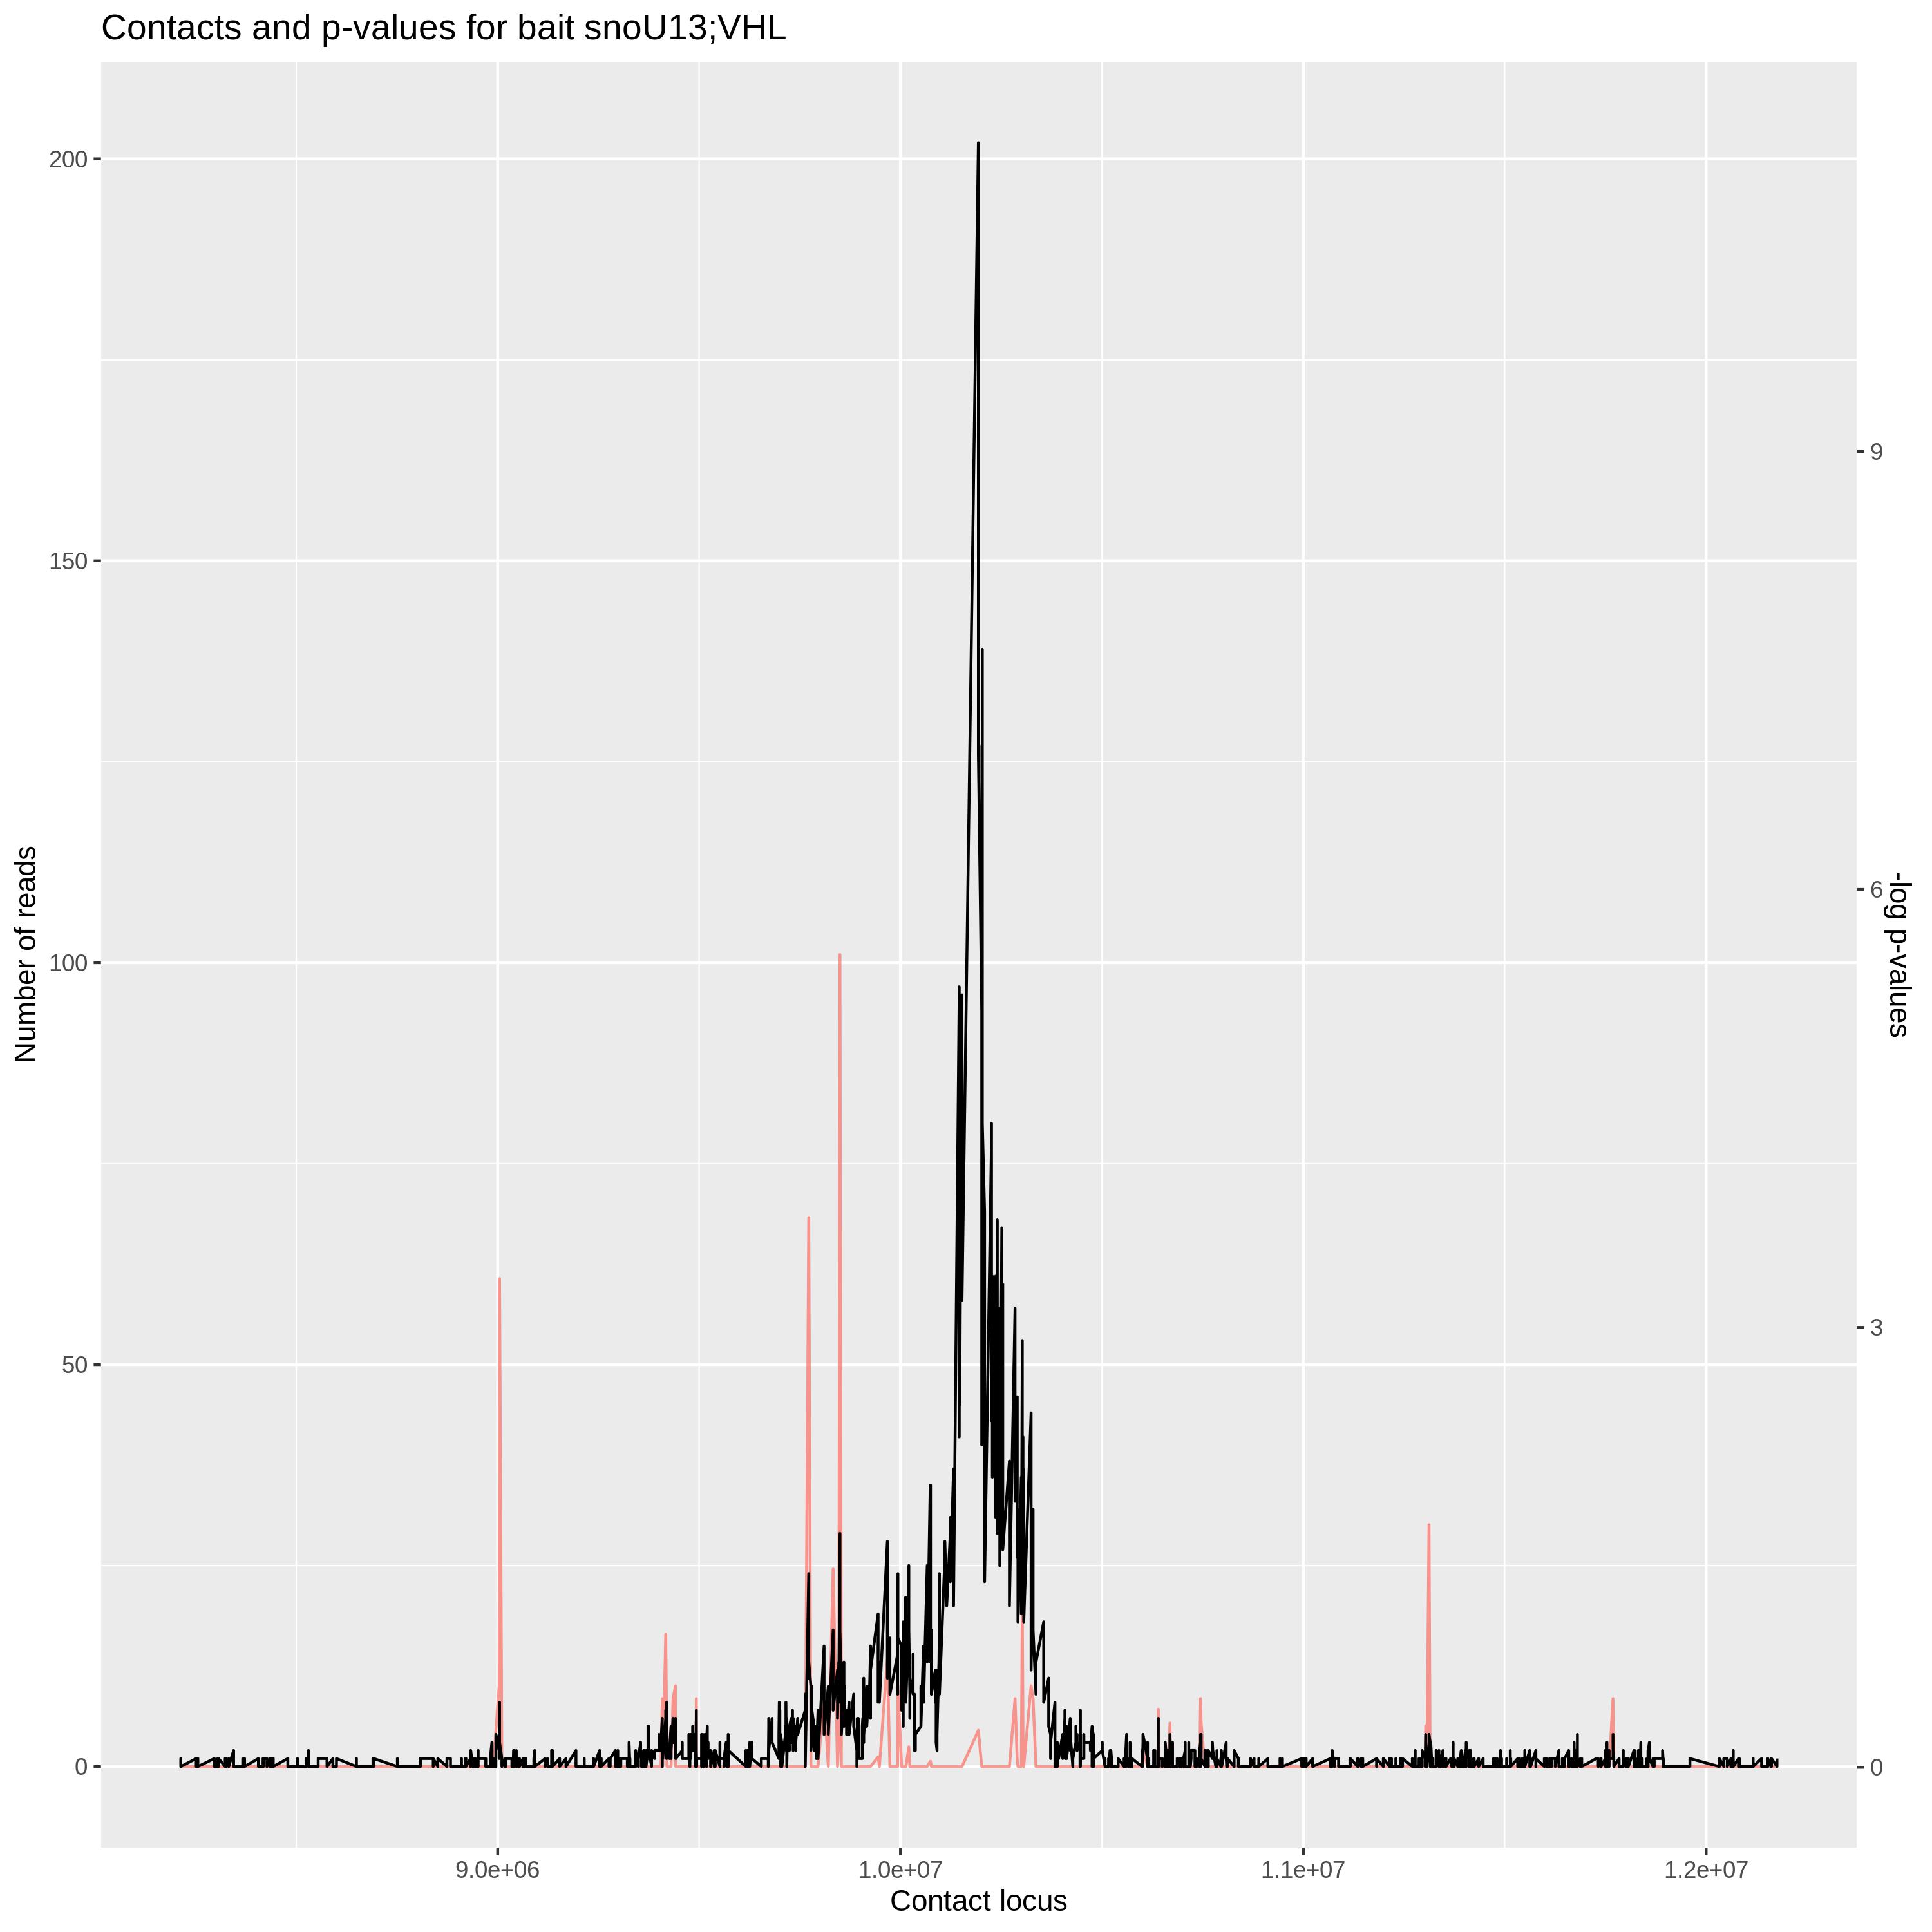 Contacts and p-values for bait snoU13;VHL
200
150
100
50
0
Number of reads
9
6
3
0
-log p-values
9.0e+06
1.0e+07
1.1e+07
1.2e+07
Contact locus